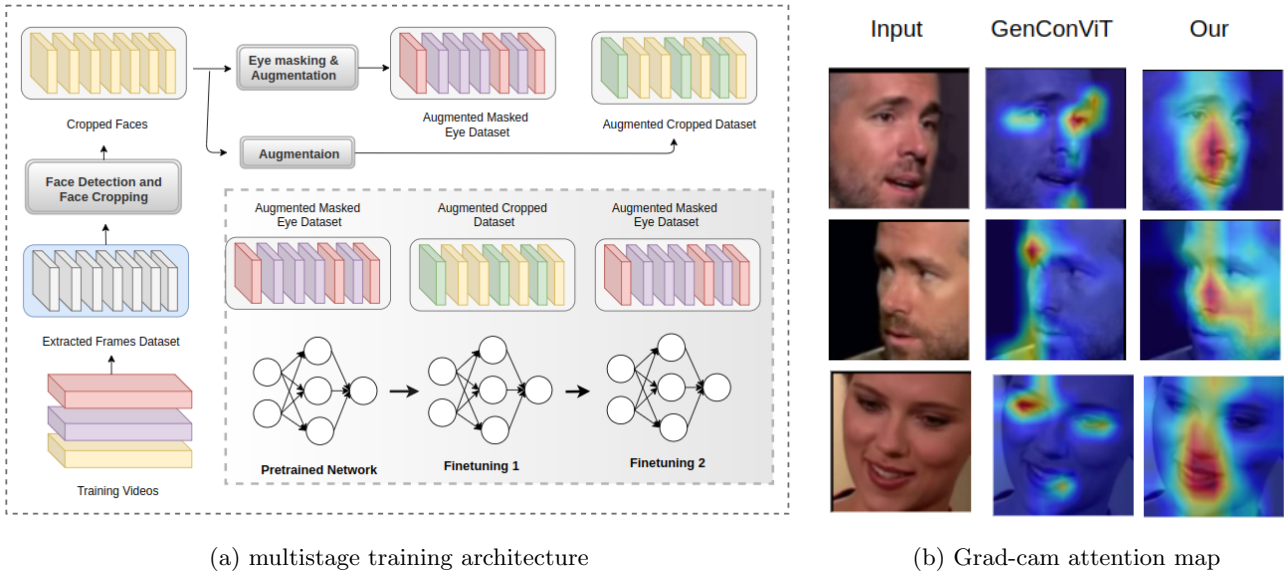 Cropped Faces
Eye masking &
Augmentation
Augmented Masked
Eye Dataset
Augmented Cropped Dataset
Augmentaion
Face Detection and
Face Cropping
Extracted Frames Dataset
Training Videos
Augmented Masked
Eye Dataset
Augmented Cropped
Dataset
Augmented Masked
Eye Dataset
Pretrained Network
Finetuning 1
Finetuning 2
(a) multistage training architecture
Input
GenConViT
Our
(b) Grad-cam attention map